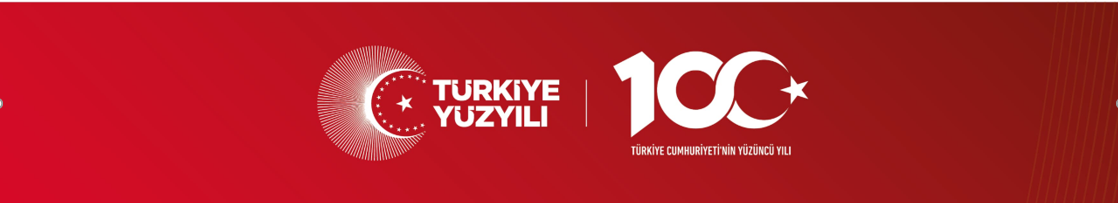 TÜRKİYE
YÜZYILI
100
TÜRKİYE CUMHURİYETİ'NİN YÜZÜNCÜ YILI